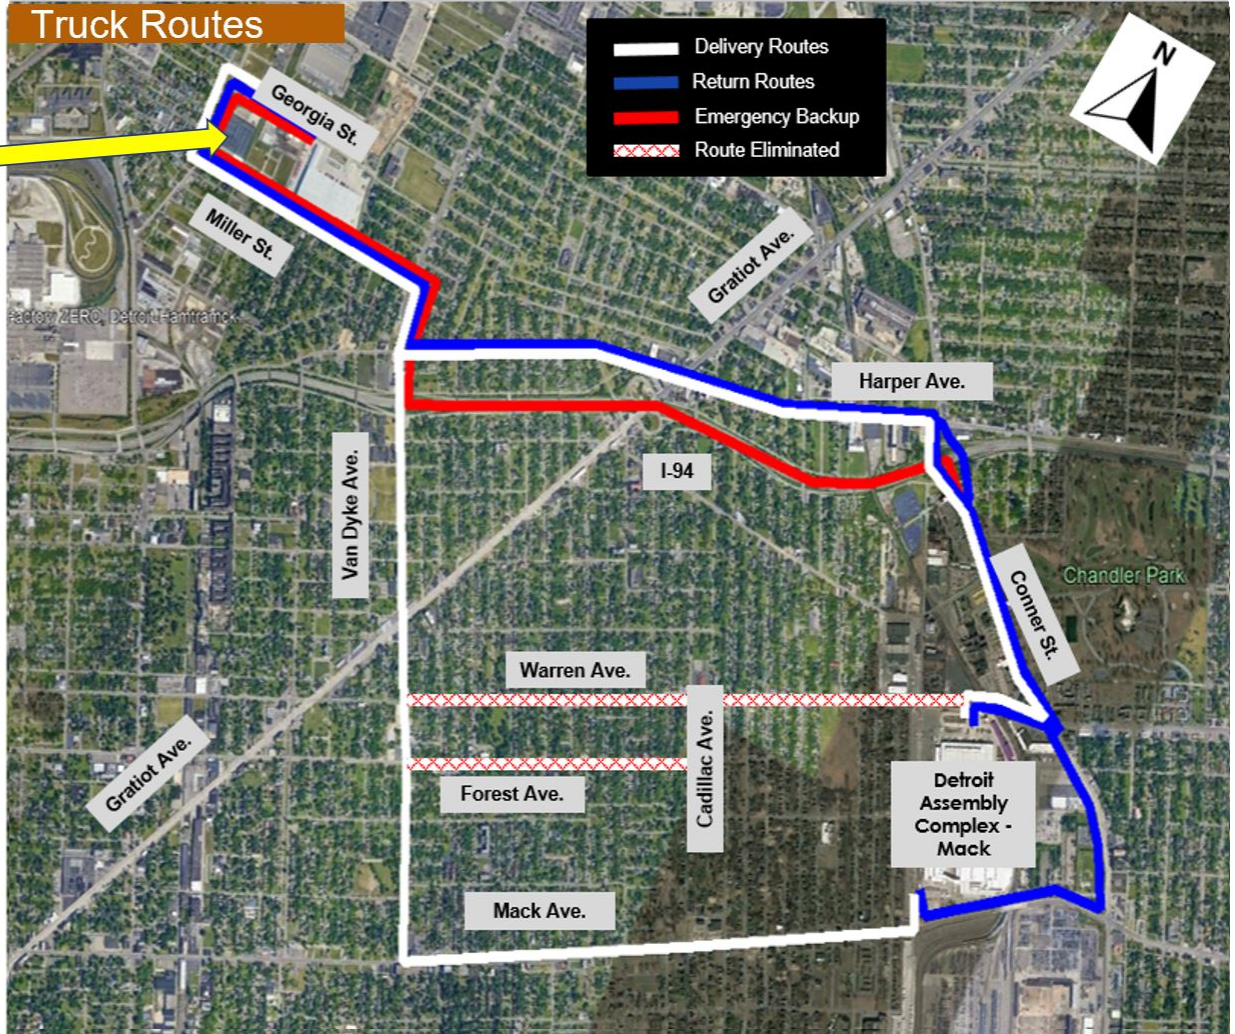 Truck Routes
Delivery Routes
Return Routes
Emergency Backup
Route Eliminated
N
Georgia St.
Miller St.
Gratiot Ave.
Factory ZERO, Detroit-Hamtramck
Harper Ave.
I-94
Van Dyke Ave.
Chandler Park
Conner St.
Warren Ave.
Cadillac Ave.
Gratiot Ave.
Forest Ave.
Detroit
Assembly
Complex -
Mack
Mack Ave.